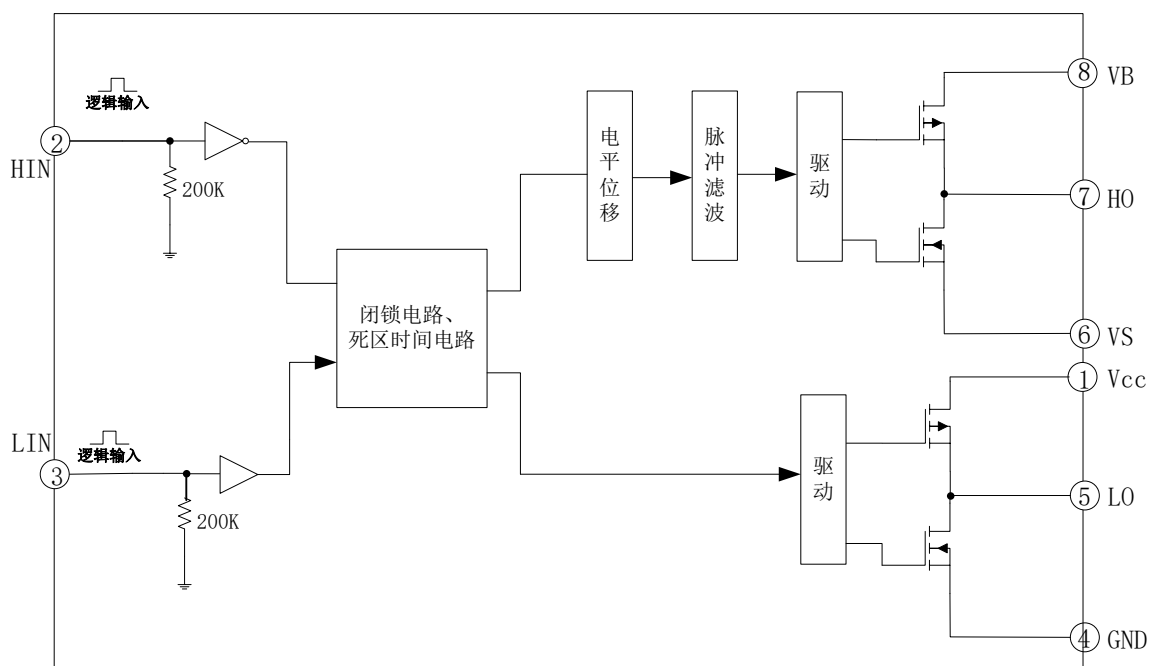 逻辑输入
②
HIN
200K
电平位移
脉冲滤波
驱动
⑧ VB
⑦ HO
⑥ VS
闭锁电路、
死区时间电路
① Vcc
LIN
逻辑输入
③
200K
驱动
⑤ LO
④ GND